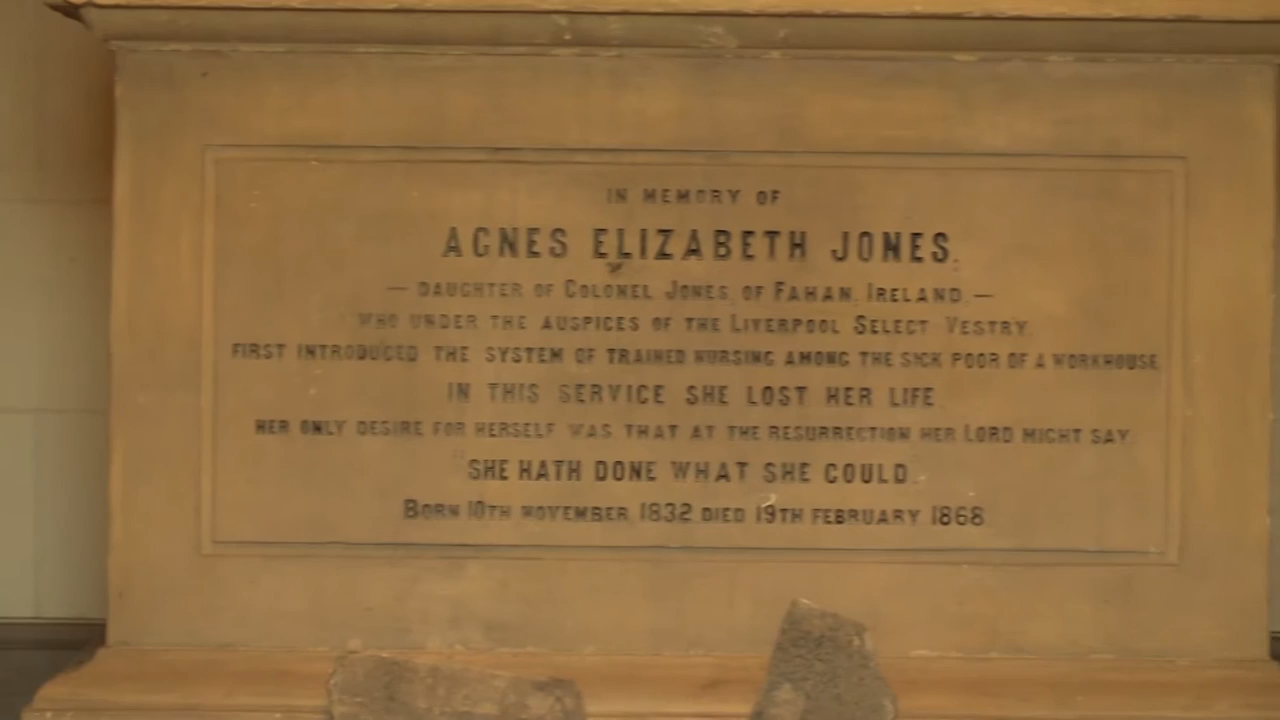 IN MEMORY OF
AGNES ELIZABETH JONES.
— DAUGHTER OF COLONEL JONES, OF FAHAN, IRELAND. —
WHO UNDER THE AUSPICES OF THE LIVERPOOL SELECT VESTRY,
FIRST INTRODUCED THE SYSTEM OF TRAINED NURSING AMONG THE SICK POOR OF A WORKHOUSE.
IN THIS SERVICE SHE LOST HER LIFE
HER ONLY DESIRE FOR HERSELF WAS THAT AT THE RESURRECTION HER LORD MIGHT SAY
"SHE HATH DONE WHAT SHE COULD."
BORN 10TH NOVEMBER, 1832 DIED 19TH FEBRUARY 1868